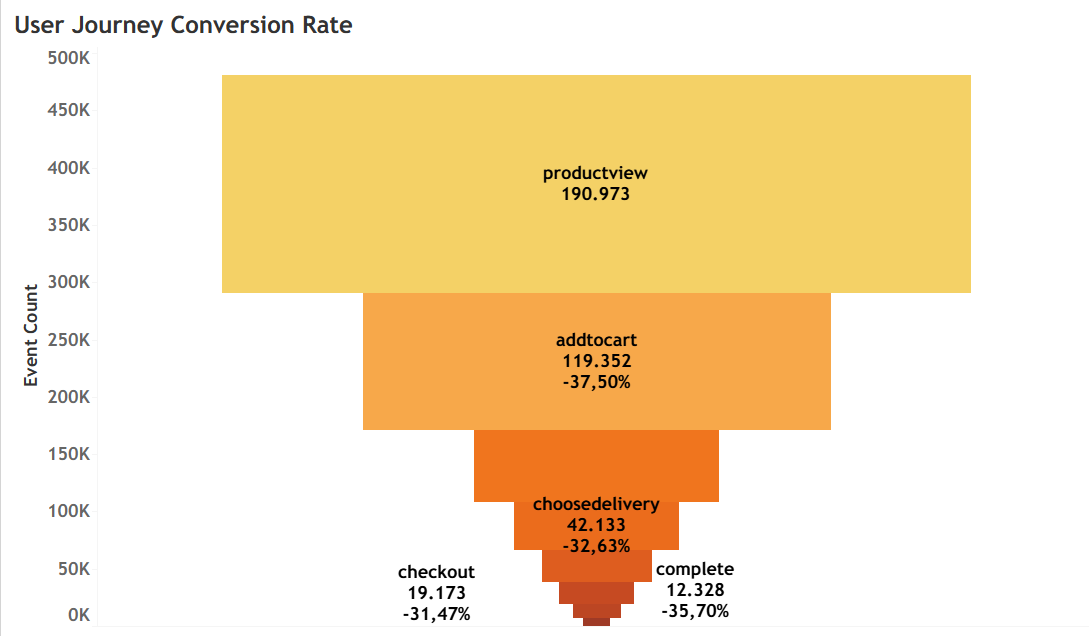 User Journey Conversion Rate
500K
450K
400K
350K
300K
250K
200K
150K
100K
50K
0K
Event Count
productview
190.973
addtocart
119.352
-37,50%
choosedelivery
42.133
-32,63%
checkout
19.173
-31,47%
complete
12.328
-35,70%